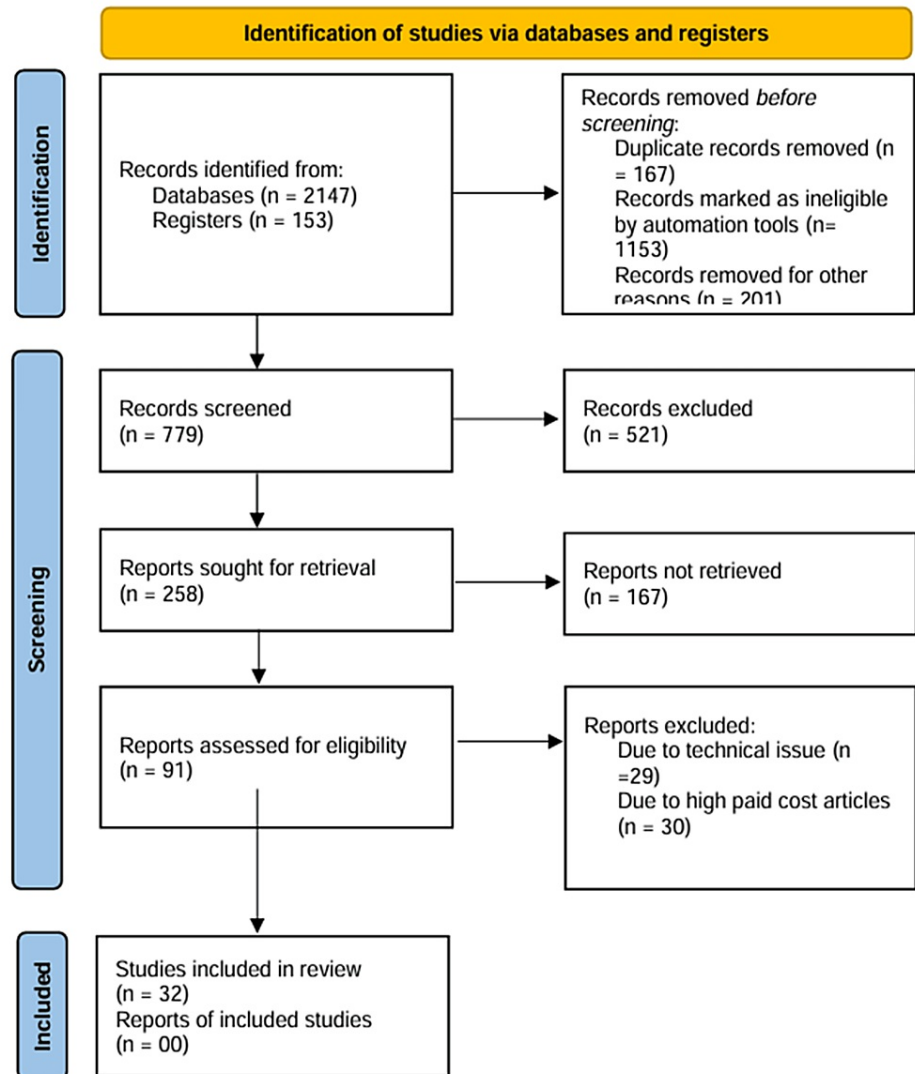 Identification of studies via databases and registers
Identification
Records identified from:
Databases (n = 2147)
Registers (n = 153)
Records removed before
screening:
Duplicate records removed (n
= 167)
Records marked as ineligible
by automation tools (n=
1153)
Records removed for other
reasons (n = 201)
Screening
Records screened
(n = 779)
Records excluded
(n = 521)
Reports sought for retrieval
(n = 258)
Reports not retrieved
(n = 167)
Reports assessed for eligibility
(n = 91)
Reports excluded:
Due to technical issue (n
=29)
Due to high paid cost articles
(n = 30)
Included
Studies included in review
(n = 32)
Reports of included studies
(n = 00)